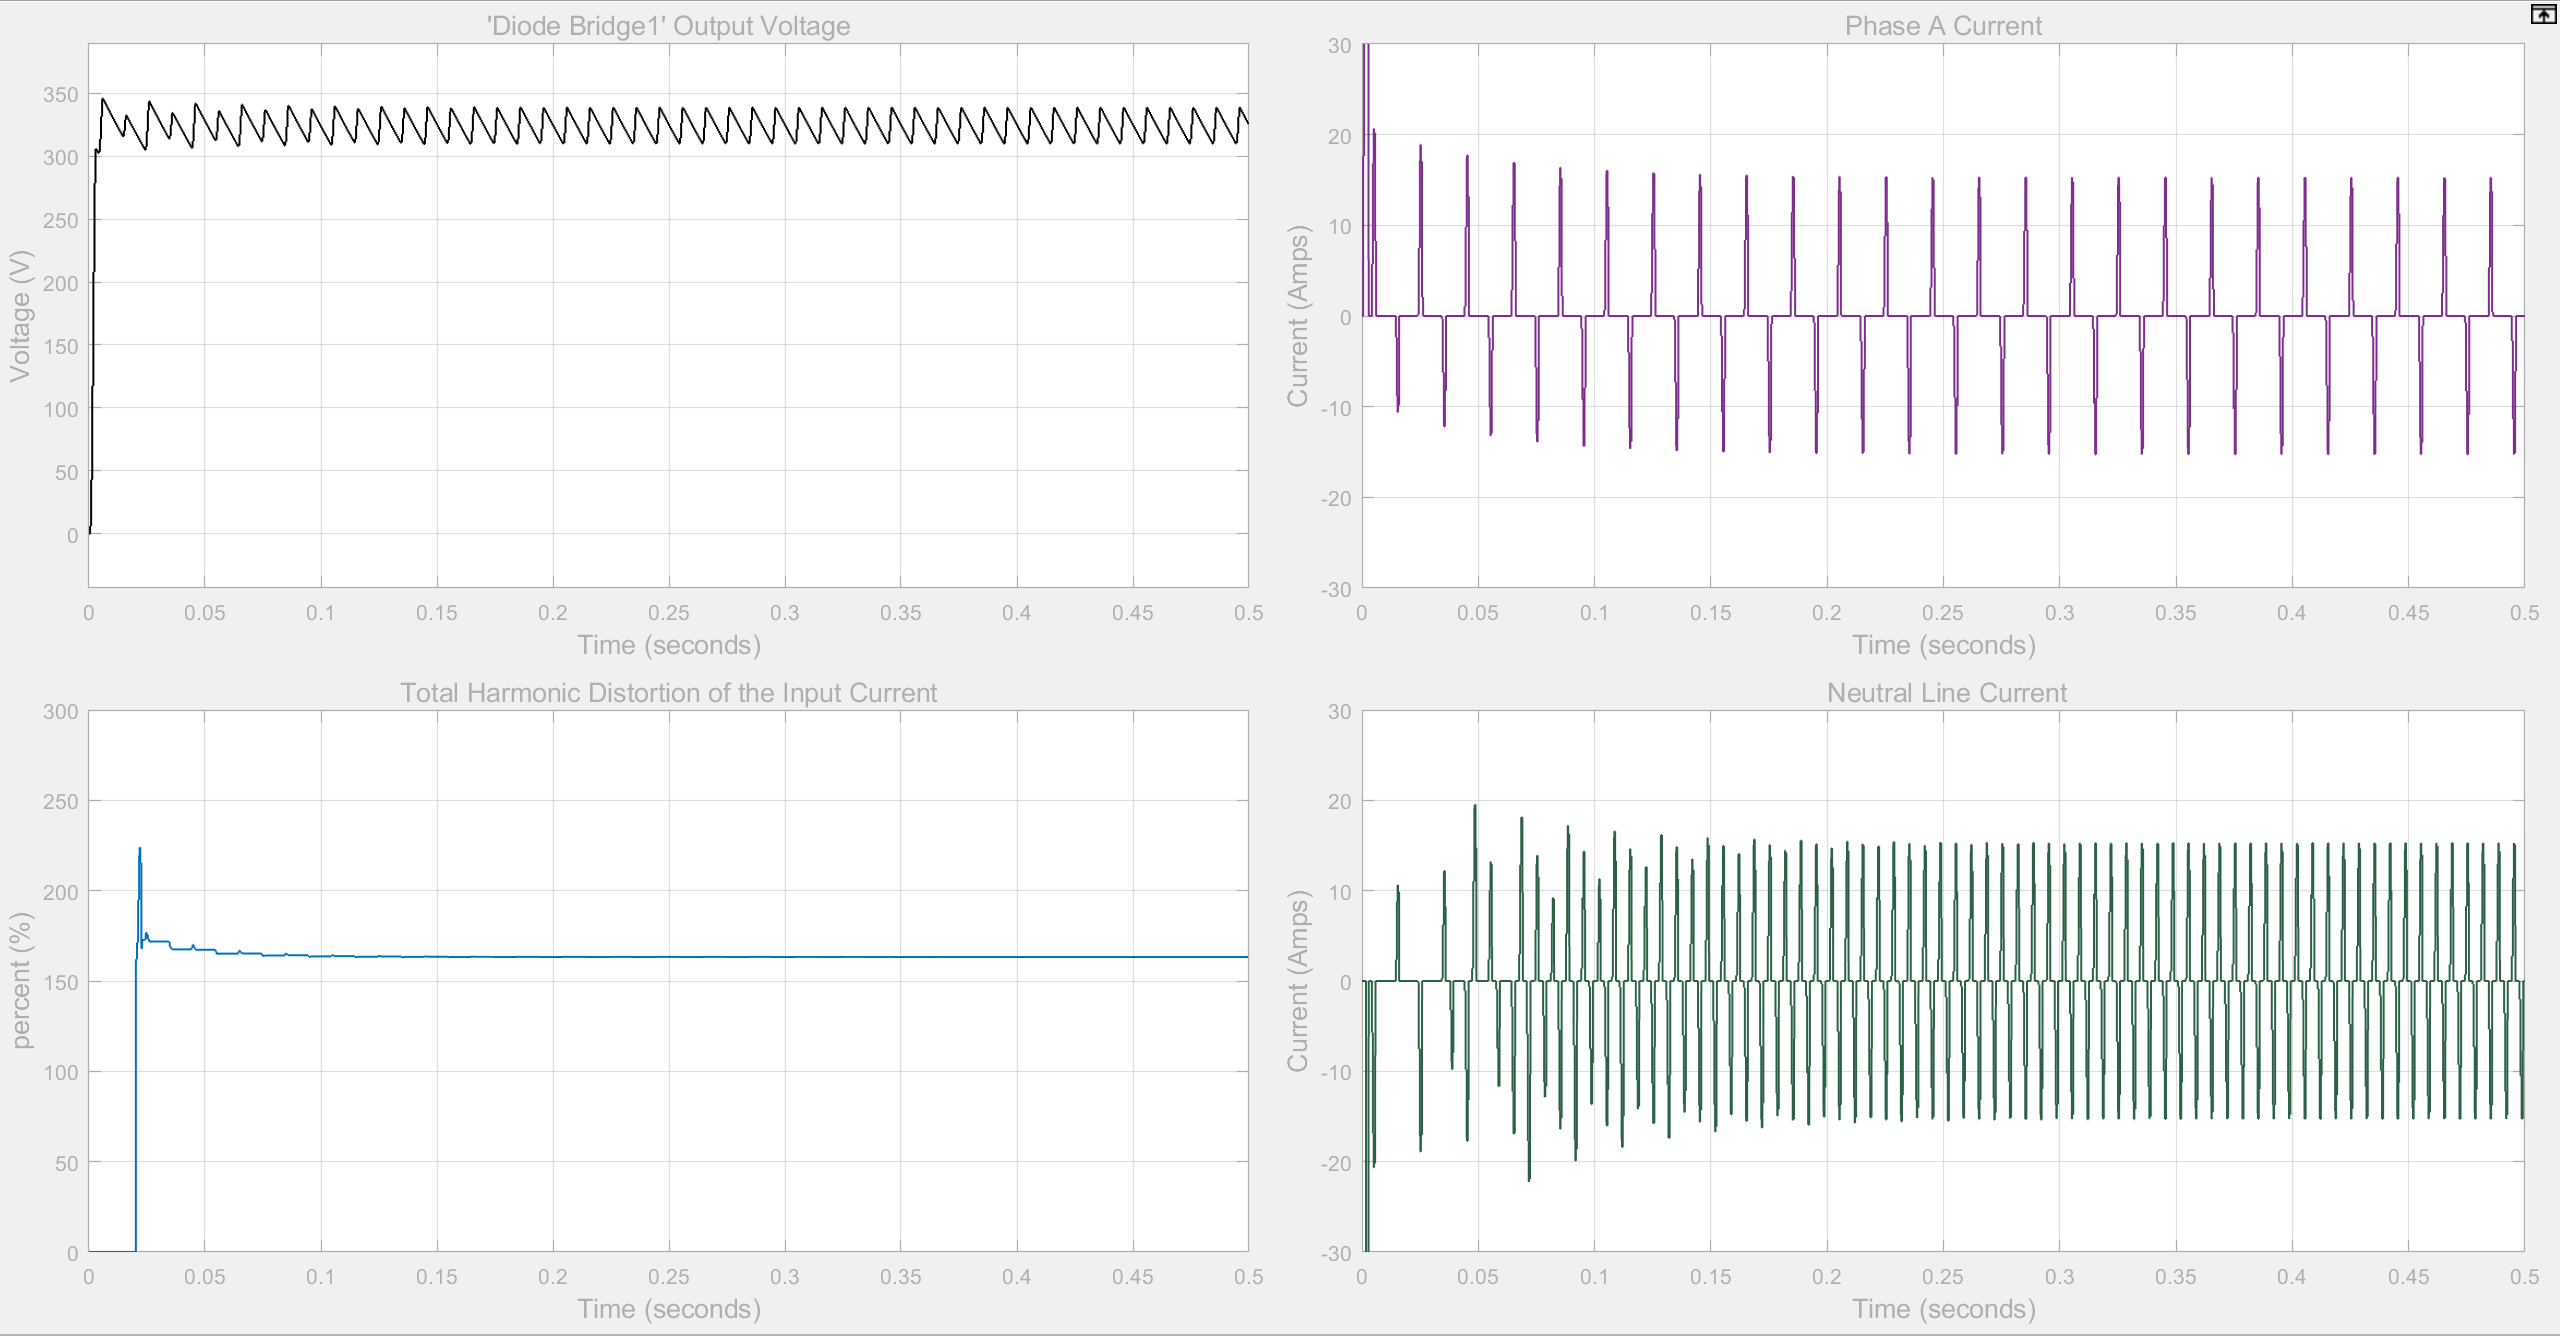 'Diode Bridge1' Output Voltage
Voltage (V)
350
300
250
200
150
100
50
0
0 0.05 0.1 0.15 0.2 0.25 0.3 0.35 0.4 0.45 0.5
Time (seconds)
Phase A Current
Current (Amps)
30
20
10
0
-10
-20
-30
0 0.05 0.1 0.15 0.2 0.25 0.3 0.35 0.4 0.45 0.5
Time (seconds)
Total Harmonic Distortion of the Input Current
percent (%)
300
250
200
150
100
50
0
0 0.05 0.1 0.15 0.2 0.25 0.3 0.35 0.4 0.45 0.5
Time (seconds)
Neutral Line Current
Current (Amps)
30
20
10
0
-10
-20
-30
0 0.05 0.1 0.15 0.2 0.25 0.3 0.35 0.4 0.45 0.5
Time (seconds)